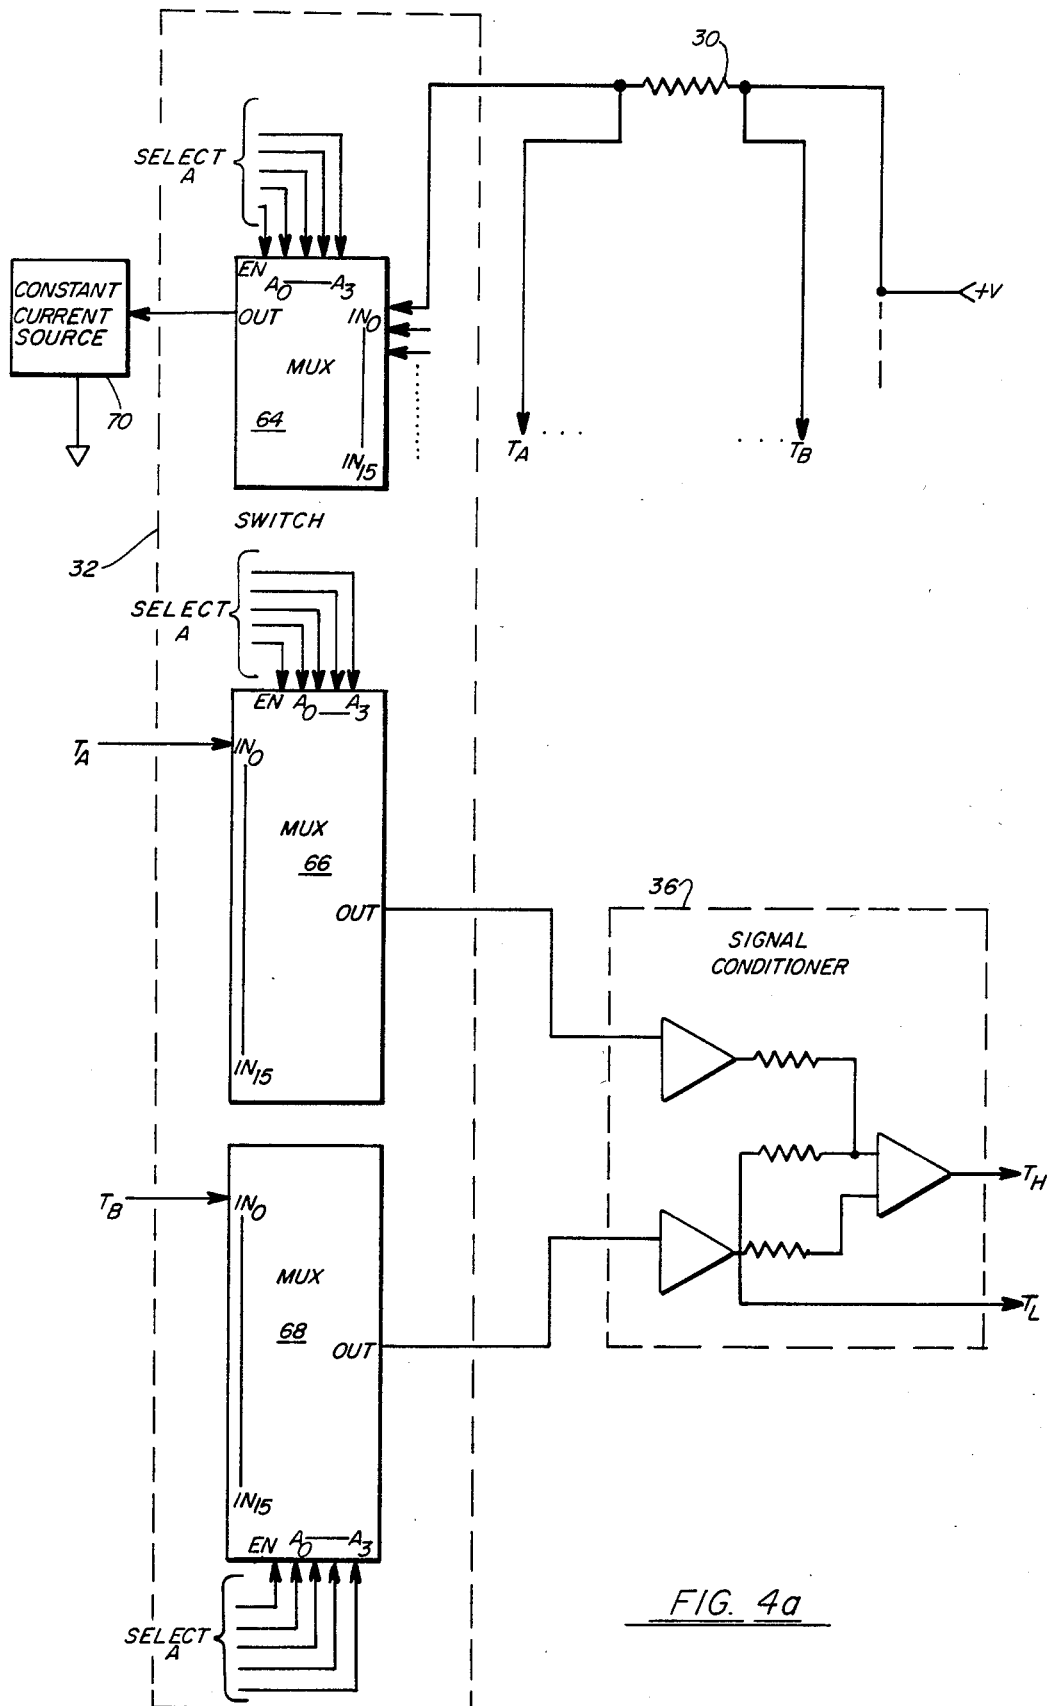 30
SELECT
A
EN
A0 A3
CONSTANT
CURRENT
SOURCE
OUT
IN0
+V
MUX
70
64
IN15
TA
TB
SWITCH
32
SELECT
A
EN A0 A3
TA
IN0
MUX
66
OUT
36
SIGNAL
CONDITIONER
IN15
TH
TB
IN0
MUX
68
OUT
TL
IN15
EN A0 A3
SELECT
A
FIG. 4a